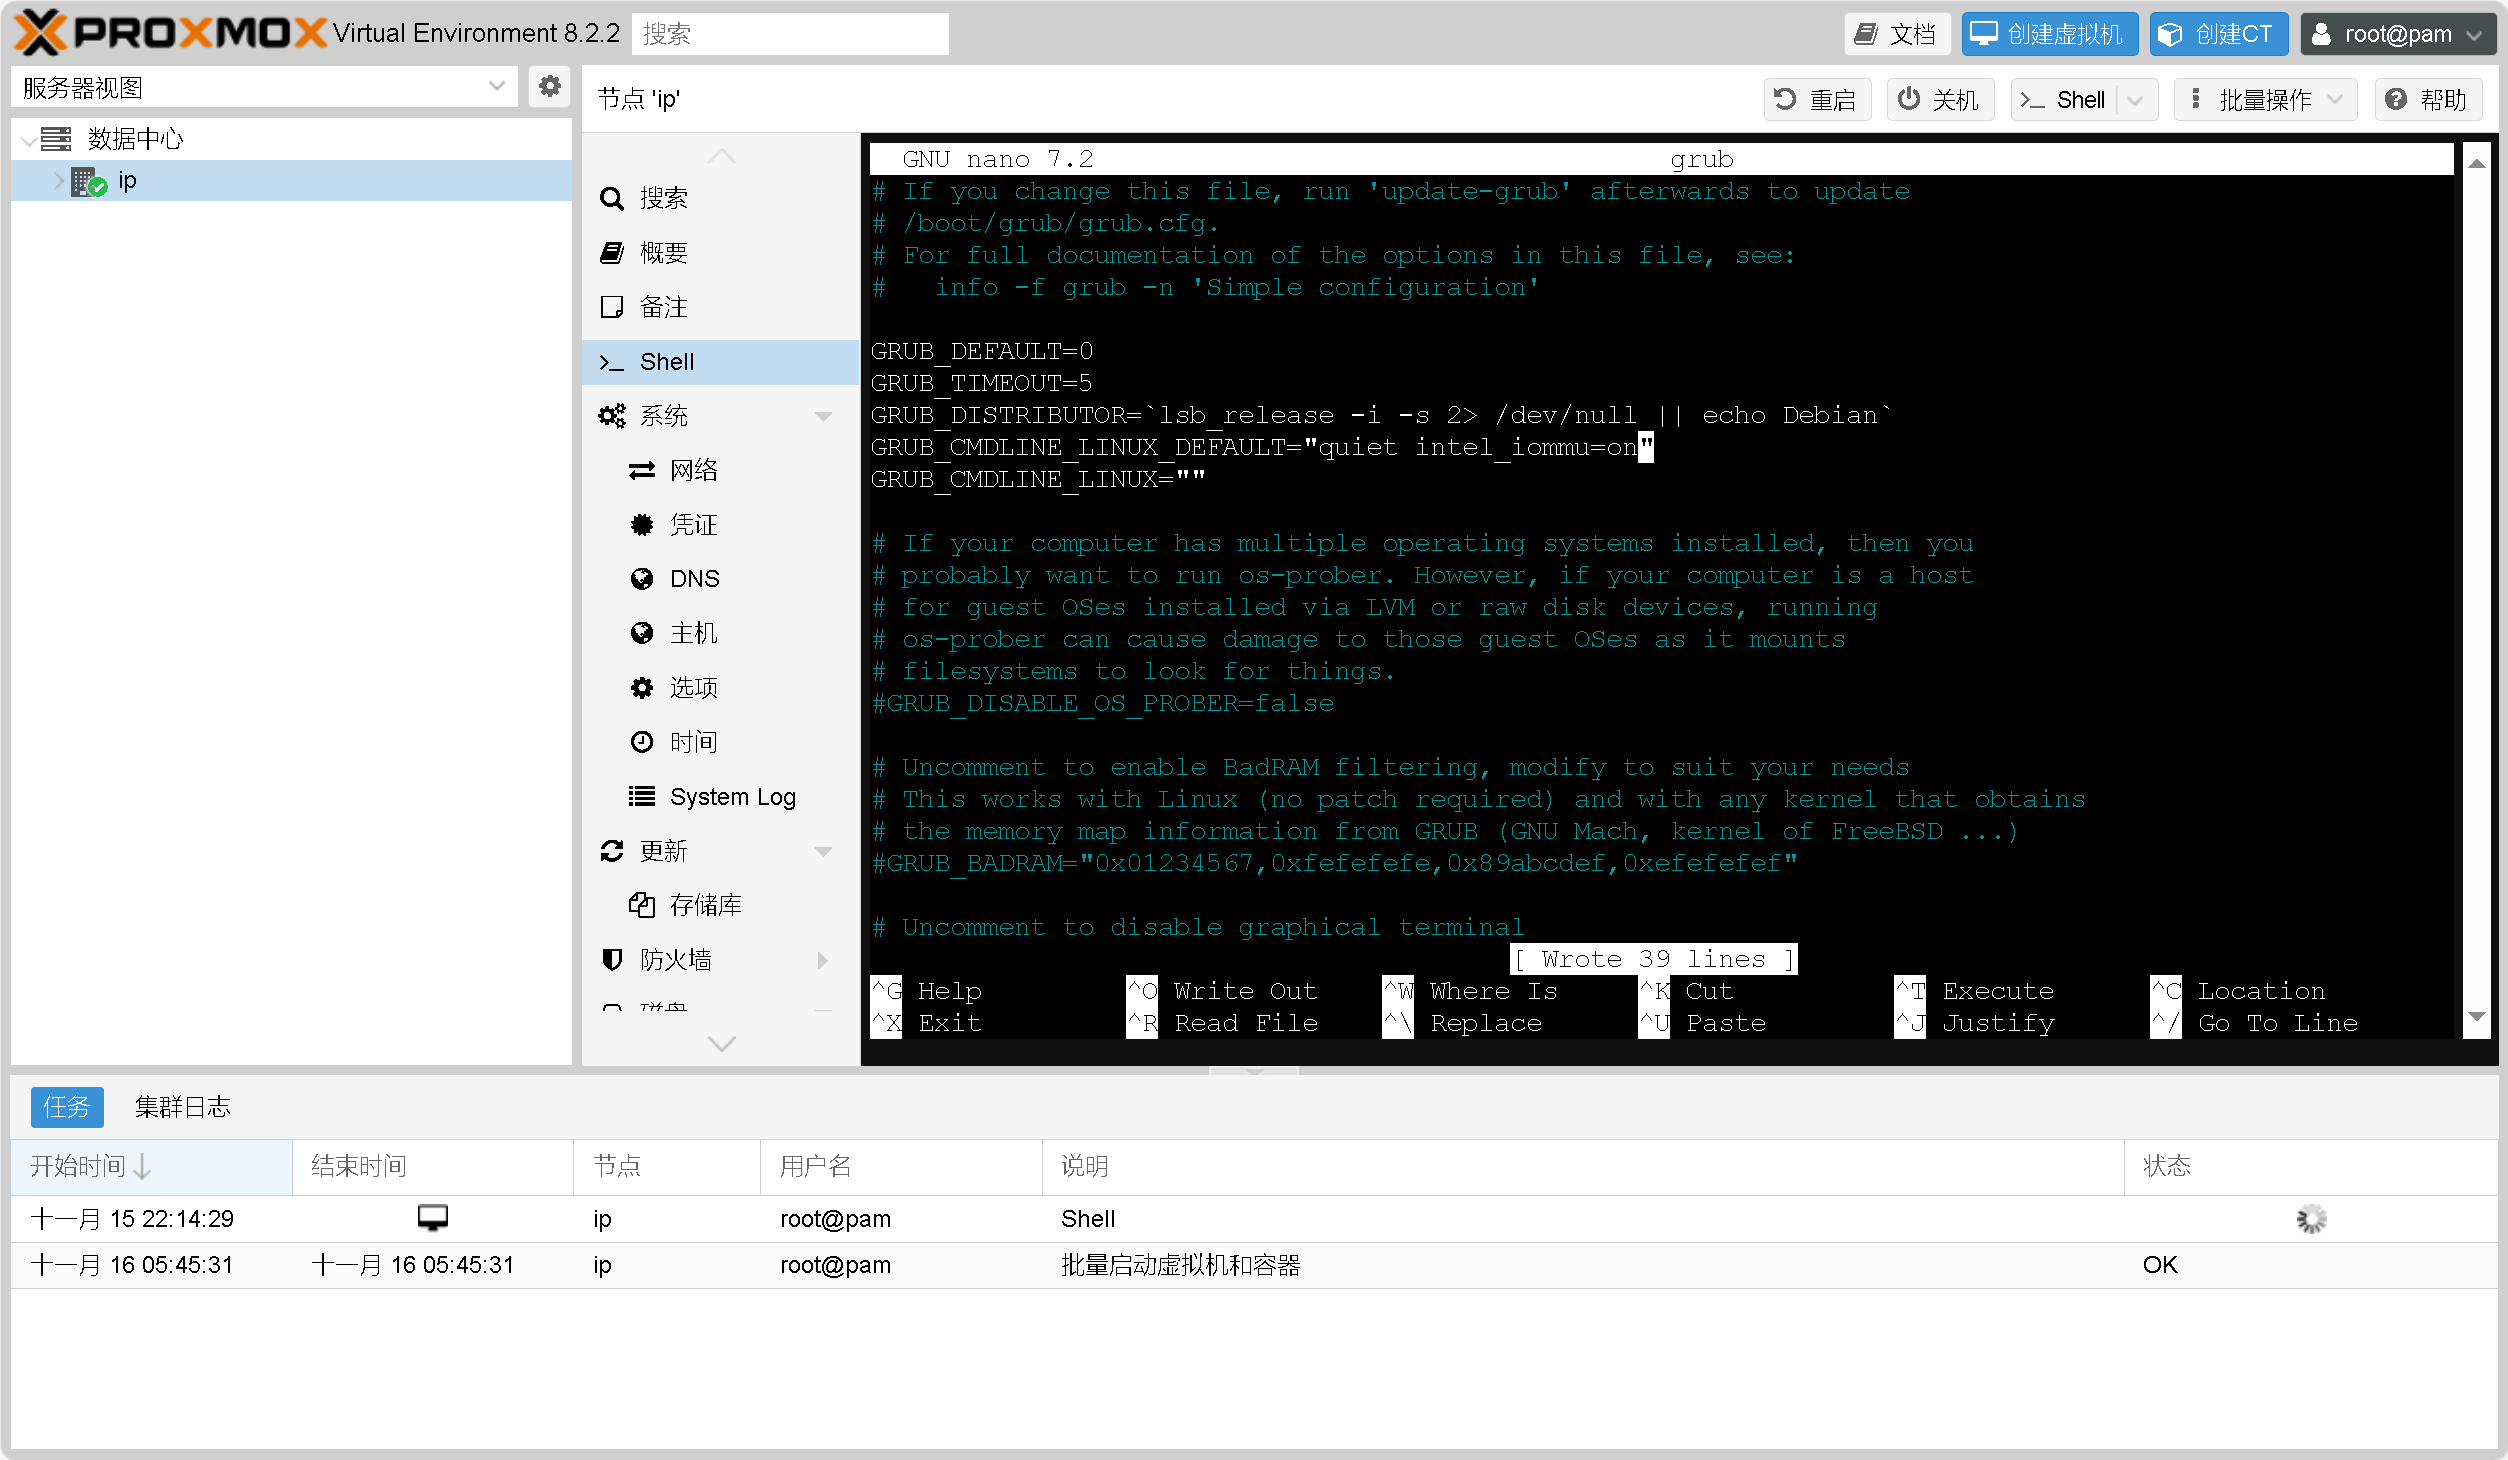 PROXMOX Virtual Environment 8.2.2
搜索
文档
创建虚拟机
创建CT
root@pam
服务器视图
数据中心
ip
节点 'ip'
重启
关机
>_ Shell
批量操作
帮助
搜索
概要
备注
>_ Shell
系统
网络
凭证
DNS
主机
选项
时间
System Log
更新
存储库
防火墙
磁盘
GNU nano 7.2 grub
# If you change this file, run 'update-grub' afterwards to update
# /boot/grub/grub.cfg.
# For full documentation of the options in this file, see:
#   info -f grub -n 'Simple configuration'
GRUB_DEFAULT=0
GRUB_TIMEOUT=5
GRUB_DISTRIBUTOR=`lsb_release -i -s 2> /dev/null || echo Debian`
GRUB_CMDLINE_LINUX_DEFAULT="quiet intel_iommu=on"
GRUB_CMDLINE_LINUX=""
# If your computer has multiple operating systems installed, then you
# probably want to run os-prober. However, if your computer is a host
# for guest OSes installed via LVM or raw disk devices, running
# os-prober can cause damage to those guest OSes as it mounts
# filesystems to look for things.
#GRUB_DISABLE_OS_PROBER=false
# Uncomment to enable BadRAM filtering, modify to suit your needs
# This works with Linux (no patch required) and with any kernel that obtains
# the memory map information from GRUB (GNU Mach, kernel of FreeBSD ...)
#GRUB_BADRAM="0x01234567,0xfefefefe,0x89abcdef,0xefefefef"
# Uncomment to disable graphical terminal
[ Wrote 39 lines ]
^G Help ^O Write Out ^W Where Is ^K Cut ^T Execute ^C Location
^X Exit ^R Read File ^\ Replace ^U Paste ^J Justify ^/ Go To Line
任务 集群日志
开始时间 结束时间 节点 用户名 说明 状态
十一月 15 22:14:29 ip root@pam Shell
十一月 16 05:45:31 十一月 16 05:45:31 ip root@pam 批量启动虚拟机和容器 OK